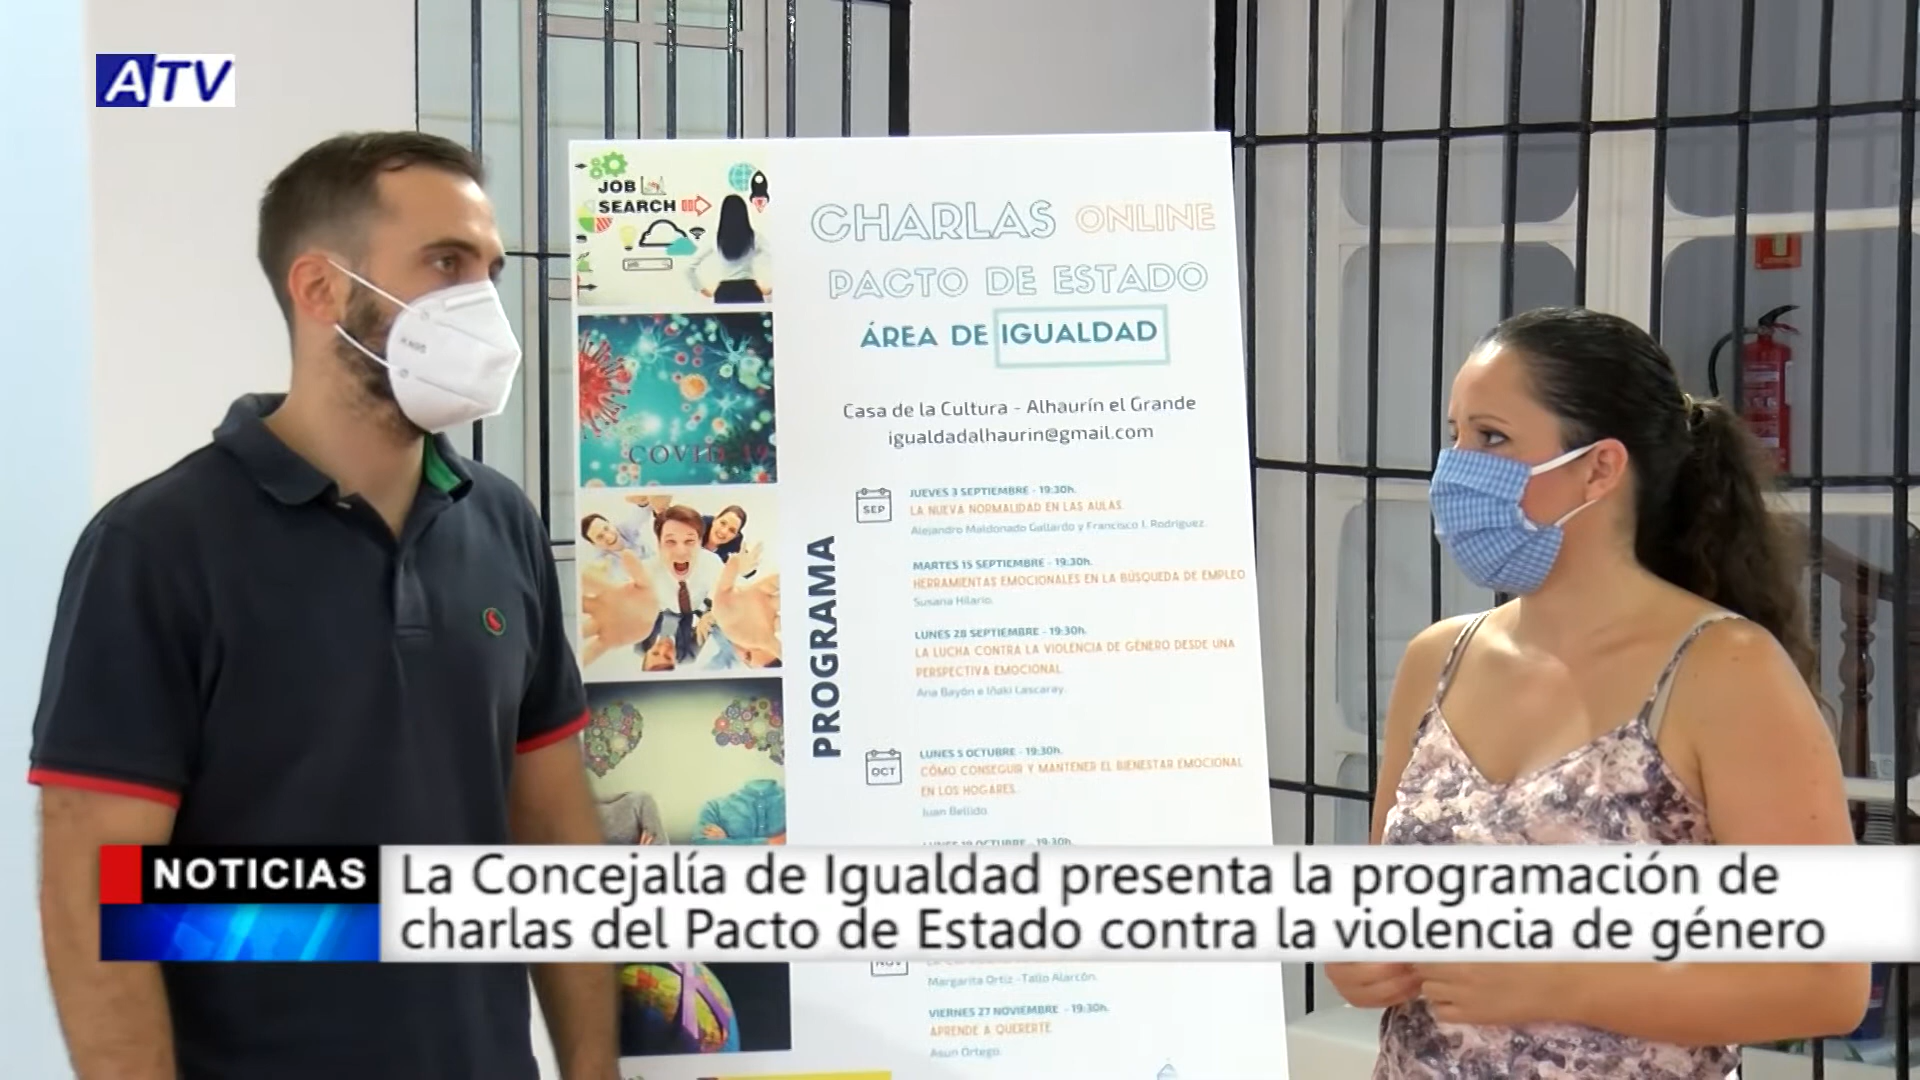 ATV
JOB
SEARCH
COVID-19
CHARLAS ONLINE
PACTO DE ESTADO
ÁREA DE IGUALDAD
Casa de la Cultura - Alhaurín el Grande
igualdadalhaurin@gmail.com
PROGRAMA
SEP
JUEVES 3 SEPTIEMBRE - 19:30h.
LA NUEVA NORMALIDAD EN LAS AULAS.
Alejandro Maldonado Gallardo y Francisco I. Rodríguez.
MARTES 15 SEPTIEMBRE - 19:30h.
HERRAMIENTAS EMOCIONALES EN LA BÚSQUEDA DE EMPLEO
Susana Hilario.
LUNES 28 SEPTIEMBRE - 19:30h.
LA LUCHA CONTRA LA VIOLENCIA DE GÉNERO DESDE UNA
PERSPECTIVA EMOCIONAL.
Ana Bayón e Iñaki Lascaray.
OCT
LUNES 5 OCTUBRE - 19:30h.
CÓMO CONSEGUIR Y MANTENER EL BIENESTAR EMOCIONAL
EN LOS HOGARES.
Juan Bellido.
LUNES 19 OCTUBRE - 19:30h.
NOTICIAS
La Concejalía de Igualdad presenta la programación de
charlas del Pacto de Estado contra la violencia de género
NOV
Margarita Ortiz - Tallo Alarcón.
VIERNES 27 NOVIEMBRE - 19:30h.
APRENDE A QUERERTE
Asun Ortego.